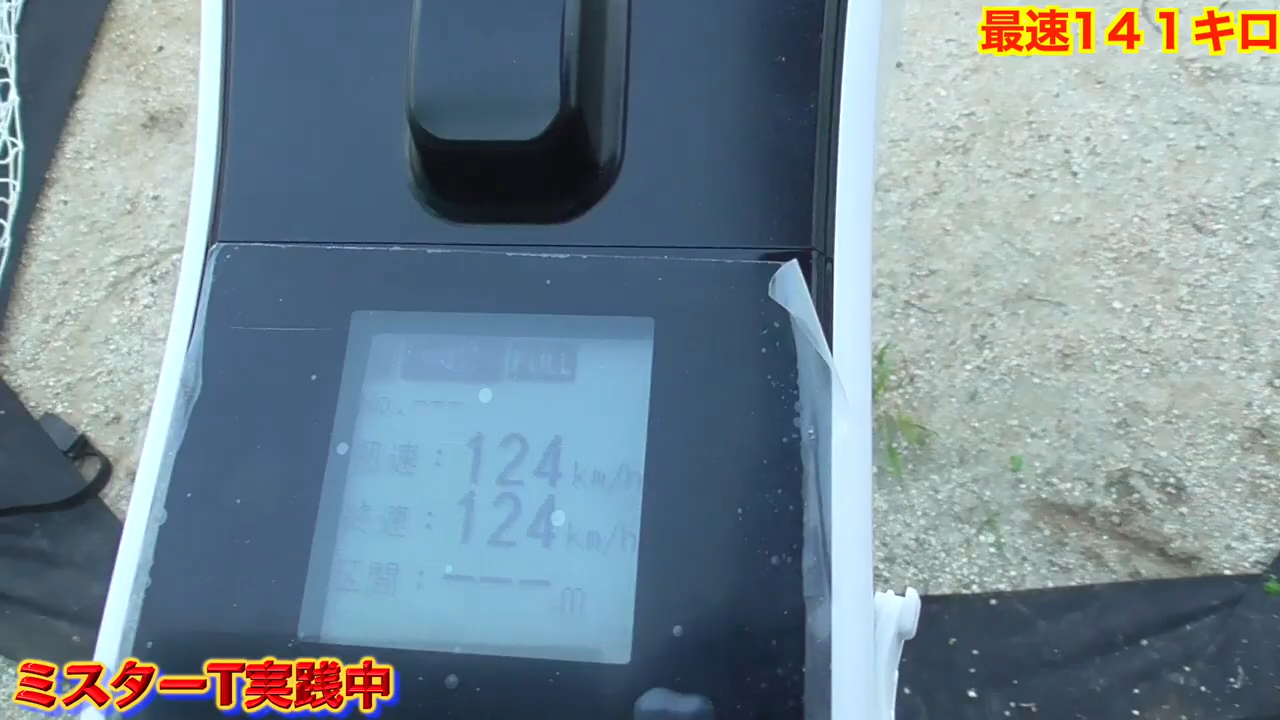 最速141キロ
FULL
No.---
初速:124km/h
終速:124km/h
区間:---m
ミスターT実践中